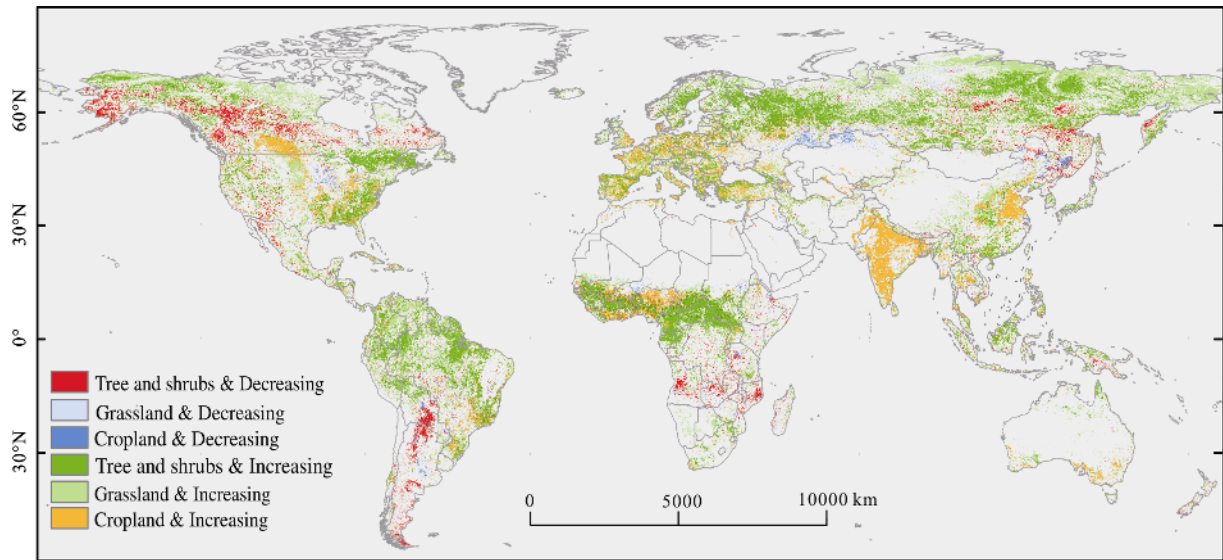 60°N
30°N
0°
30°N
Tree and shrubs & Decreasing
Grassland & Decreasing
Cropland & Decreasing
Tree and shrubs & Increasing
Grassland & Increasing
Cropland & Increasing
0 5000 10000 km